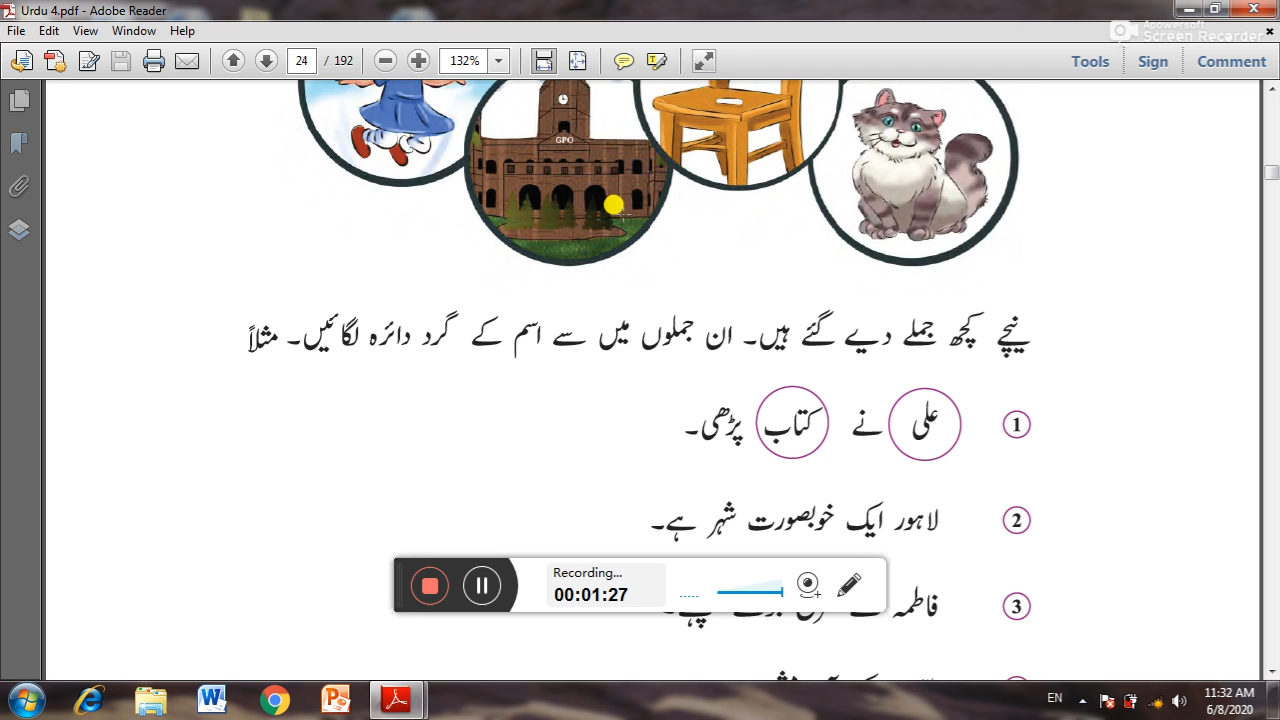 Urdu 4.pdf - Adobe Reader
File Edit View Window Help
Apowersoft
Screen Recorder
24 / 192
132%
Tools Sign Comment
GPO
نیچے کچھ جملے دیے گئے ہیں۔ ان جملوں میں سے اسم کے گرد دائرہ لگائیں۔ مثلاً
1 علی نے کتاب پڑھی۔
2 لاہور ایک خوبصورت شہر ہے۔
Recording...
00:01:27
3 فاطمہ
EN
11:32 AM
6/8/2020